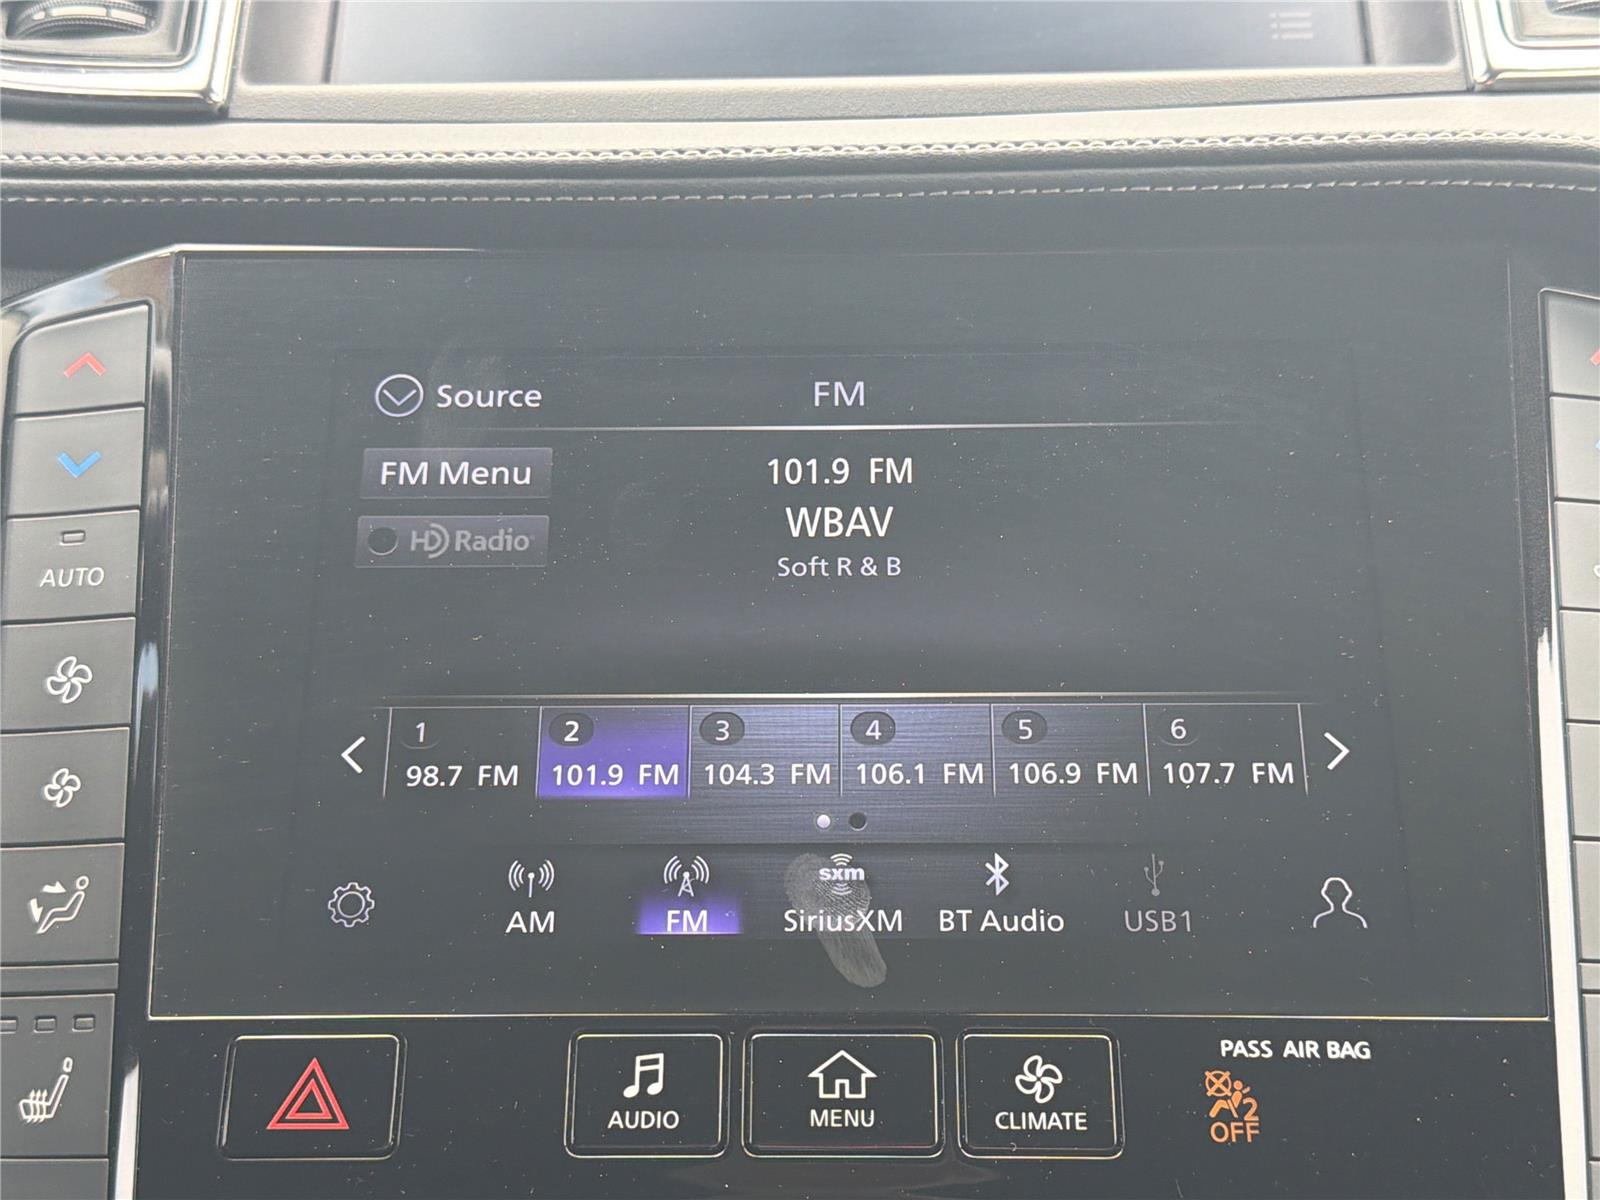 Source
FM
FM Menu
101.9 FM
WBAV
HD Radio
Soft R & B
AUTO
1
2
3
4
5
6
98.7 FM
101.9 FM
104.3 FM
106.1 FM
106.9 FM
107.7 FM
sxm
AM
FM
SiriusXM
BT Audio
USB1
PASS AIR BAG
AUDIO
MENU
CLIMATE
2
OFF